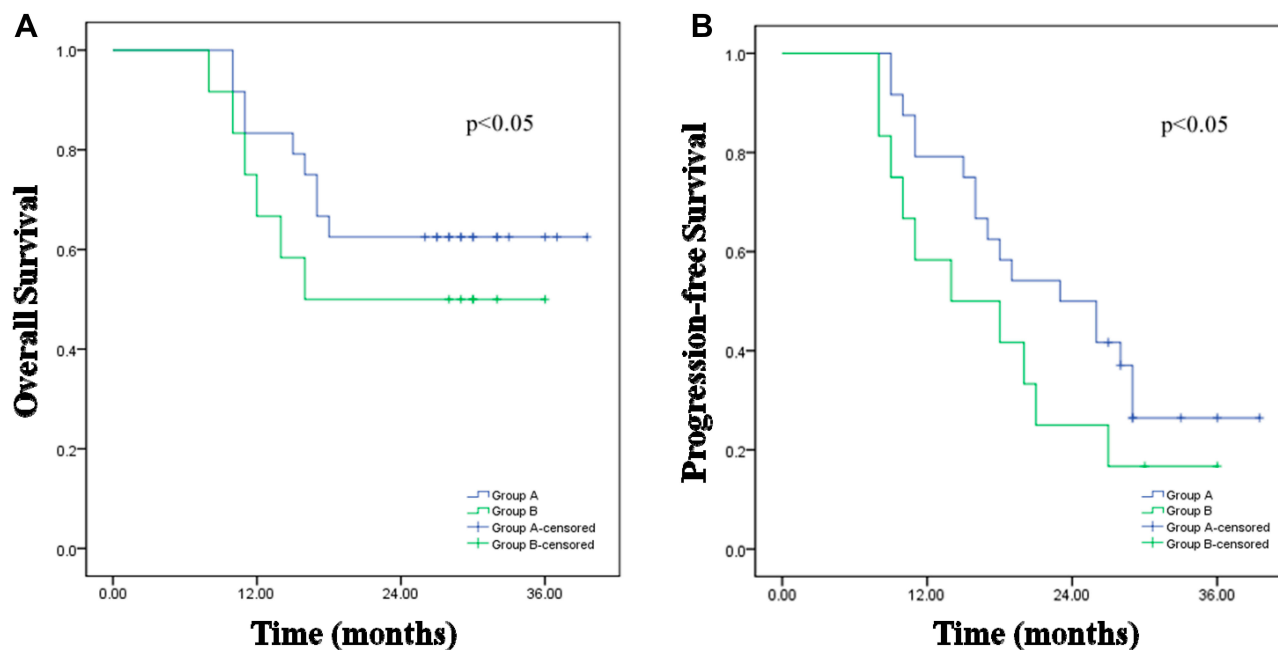 A
Overall Survival
1.0
0.8
0.6
0.4
0.2
0.0
p<0.05
Group A
Group B
Group A-censored
Group B-censored
0.00 12.00 24.00 36.00
Time (months)
B
Progression-free Survival
1.0
0.8
0.6
0.4
0.2
0.0
p<0.05
Group A
Group B
Group A-censored
Group B-censored
0.00 12.00 24.00 36.00
Time (months)